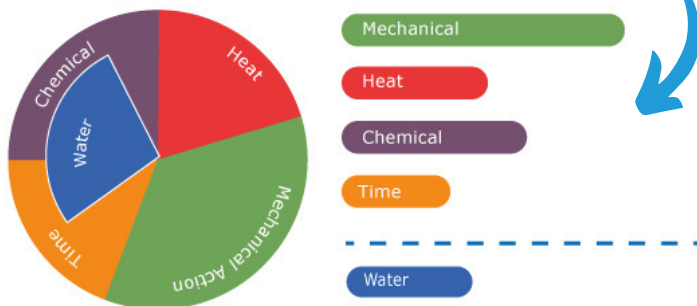 Chemical
Heat
Water
Time
Mechanical Action
Mechanical
Heat
Chemical
Time
Water